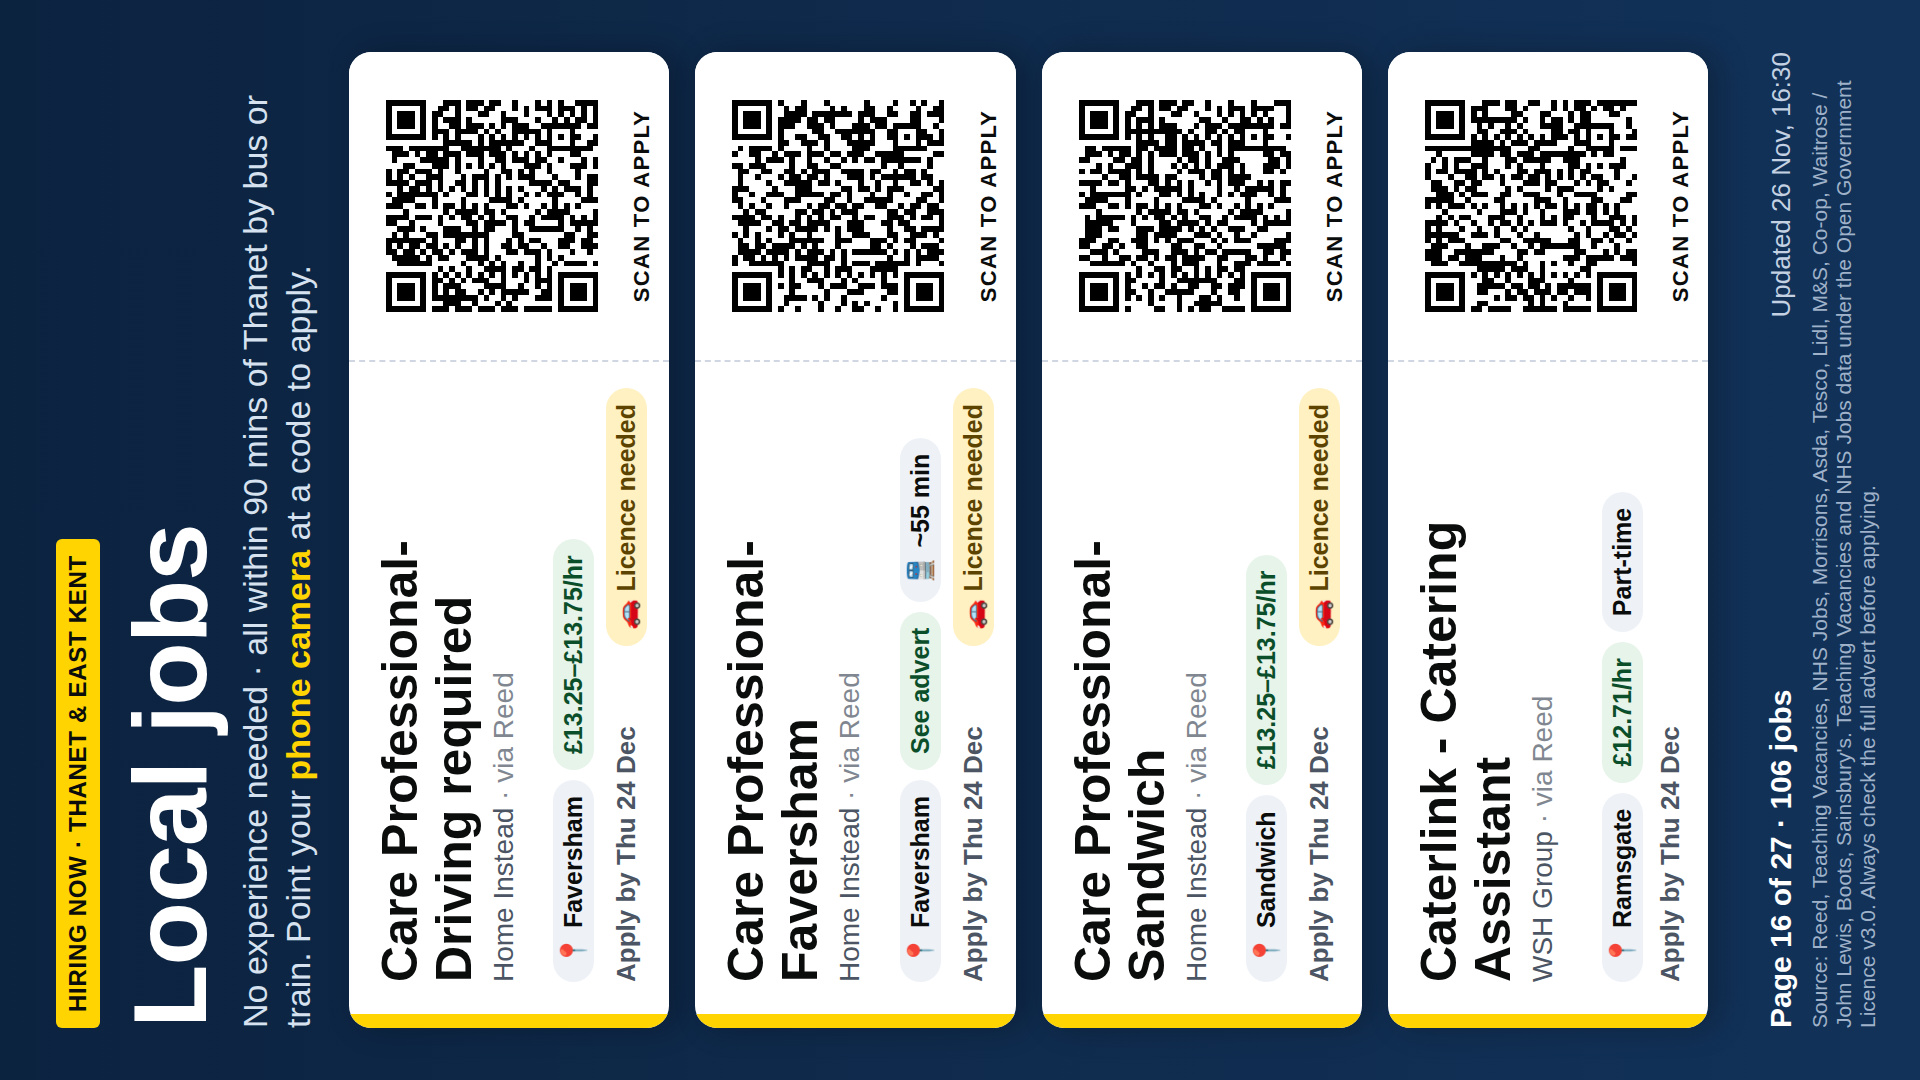 HIRING NOW · THANET & EAST KENT
Local jobs
No experience needed · all within 90 mins of Thanet by bus or
train. Point your phone camera at a code to apply.
Care Professional-
Driving required
Home Instead · via Reed
📍 Faversham £13.25–£13.75/hr
Apply by Thu 24 Dec 🚗 Licence needed
SCAN TO APPLY
Care Professional-
Faversham
Home Instead · via Reed
📍 Faversham See advert 🚆 ~55 min
Apply by Thu 24 Dec 🚗 Licence needed
SCAN TO APPLY
Care Professional-
Sandwich
Home Instead · via Reed
📍 Sandwich £13.25–£13.75/hr
Apply by Thu 24 Dec 🚗 Licence needed
SCAN TO APPLY
Caterlink - Catering
Assistant
WSH Group · via Reed
📍 Ramsgate £12.71/hr Part-time
Apply by Thu 24 Dec
SCAN TO APPLY
Page 16 of 27 · 106 jobs
Updated 26 Nov, 16:30
Source: Reed, Teaching Vacancies, NHS Jobs, Morrisons, Asda, Tesco, Lidl, M&S, Co-op, Waitrose /
John Lewis, Boots, Sainsbury's. Teaching Vacancies and NHS Jobs data under the Open Government
Licence v3.0. Always check the full advert before applying.